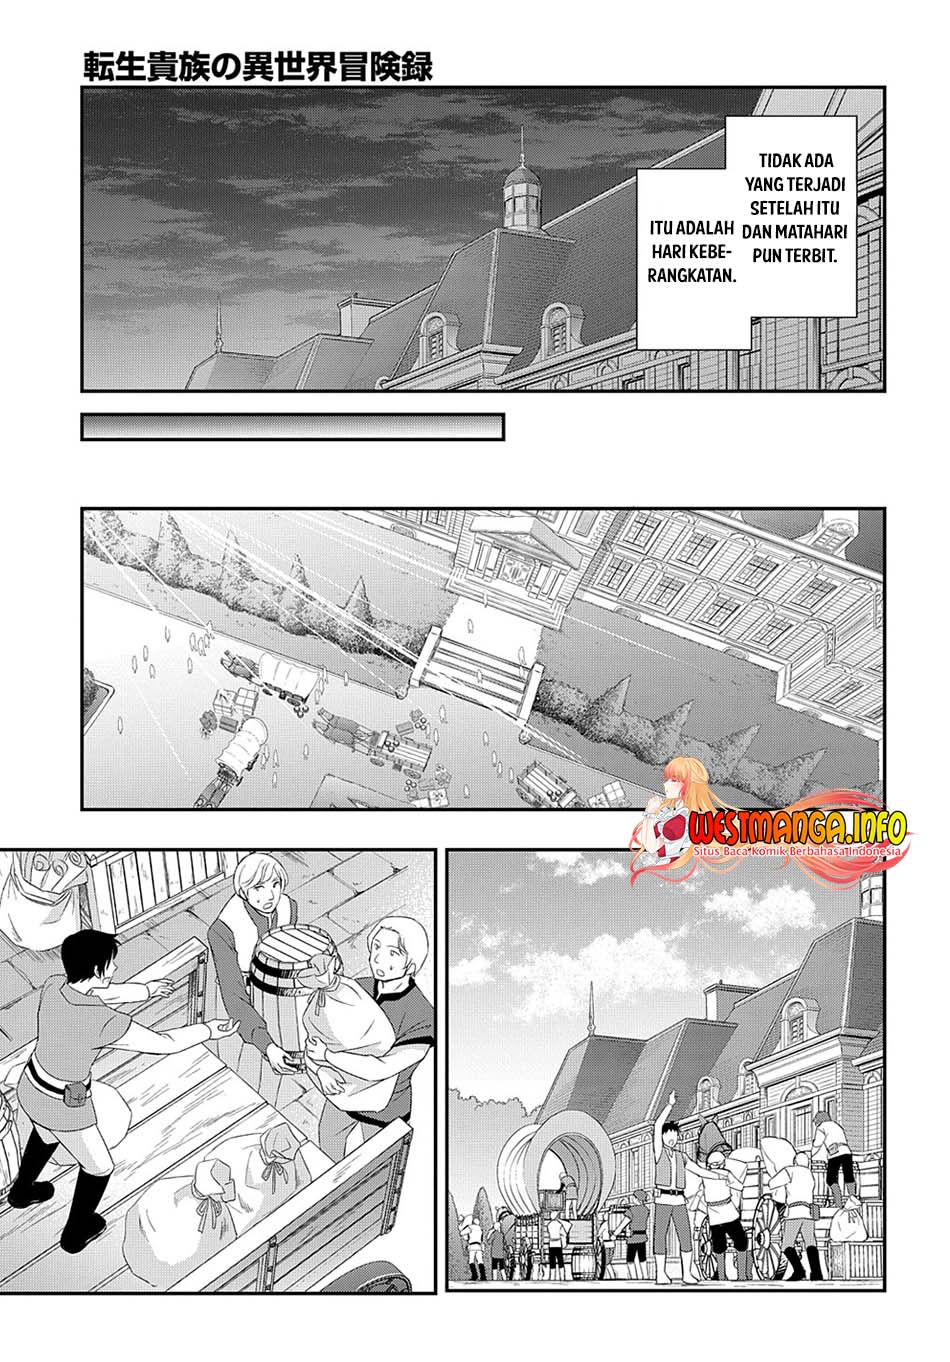 転生貴族の異世界冒険録
TIDAK ADA
YANG TERJADI
SETELAH ITU
DAN MATAHARI
PUN TERBIT.
ITU ADALAH
HARI KEBE-
RANGKATAN.
WESTMANGA.INFO
Situs Baca Komik Berbahasa Indonesia